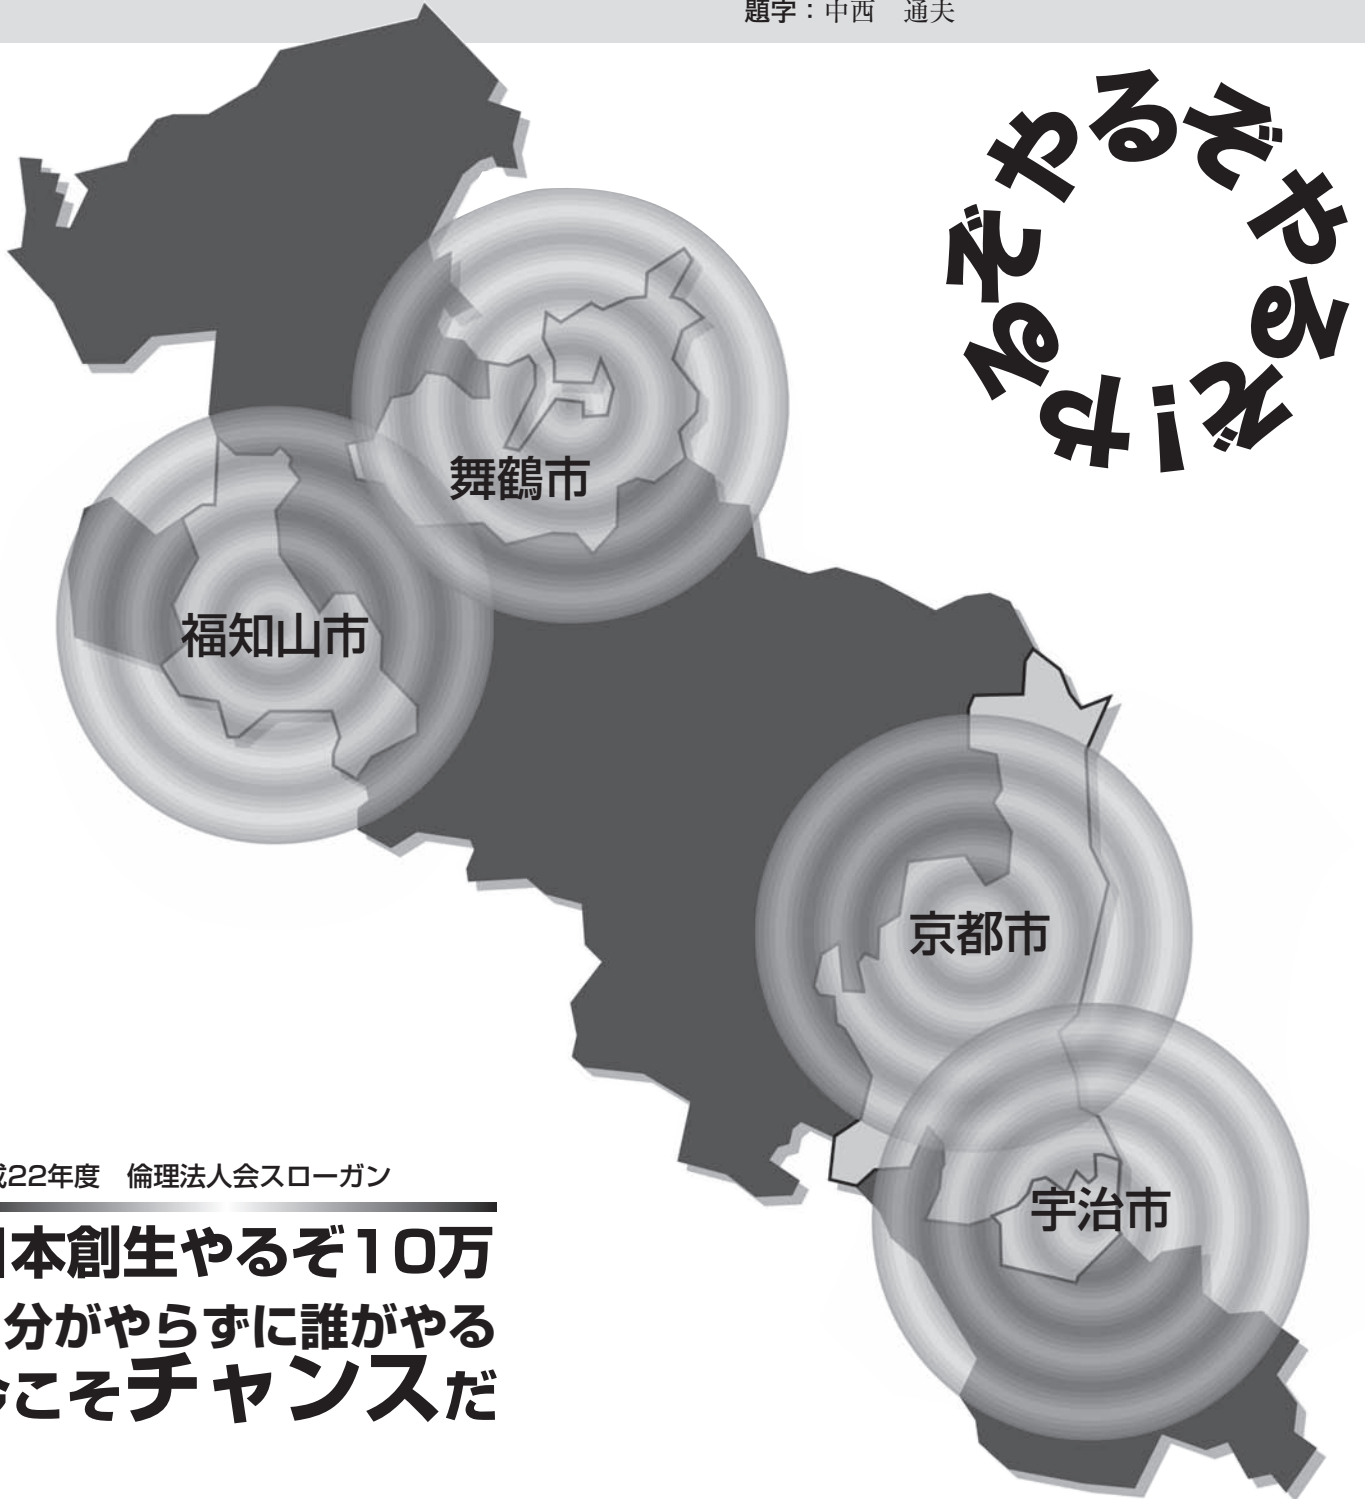 題字：中西　通夫
やるぞやるぞ!やるぞ
舞鶴市
福知山市
京都市
宇治市
成22年度　倫理法人会スローガン
本創生やるぞ10万
分がやらずに誰がやる
こそチャンスだ